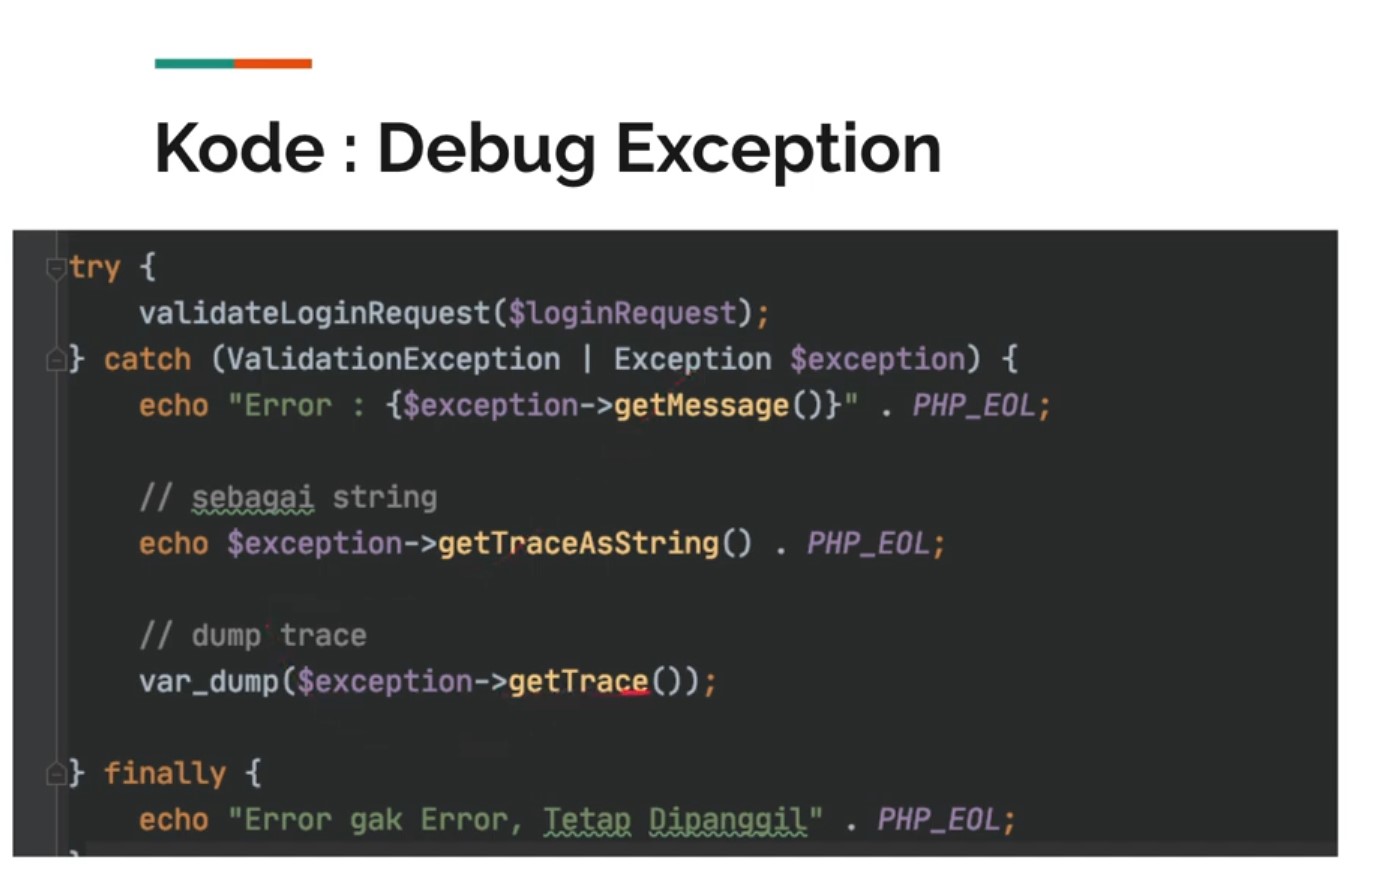 Kode : Debug Exception
try {
validateLoginRequest($loginRequest);
} catch (ValidationException | Exception $exception) {
echo "Error : {$exception->getMessage()}" . PHP_EOL;
// sebagai string
echo $exception->getTraceAsString() . PHP_EOL;
// dump trace
var_dump($exception->getTrace());
} finally {
echo "Error gak Error, Tetap Dipanggil" . PHP_EOL;